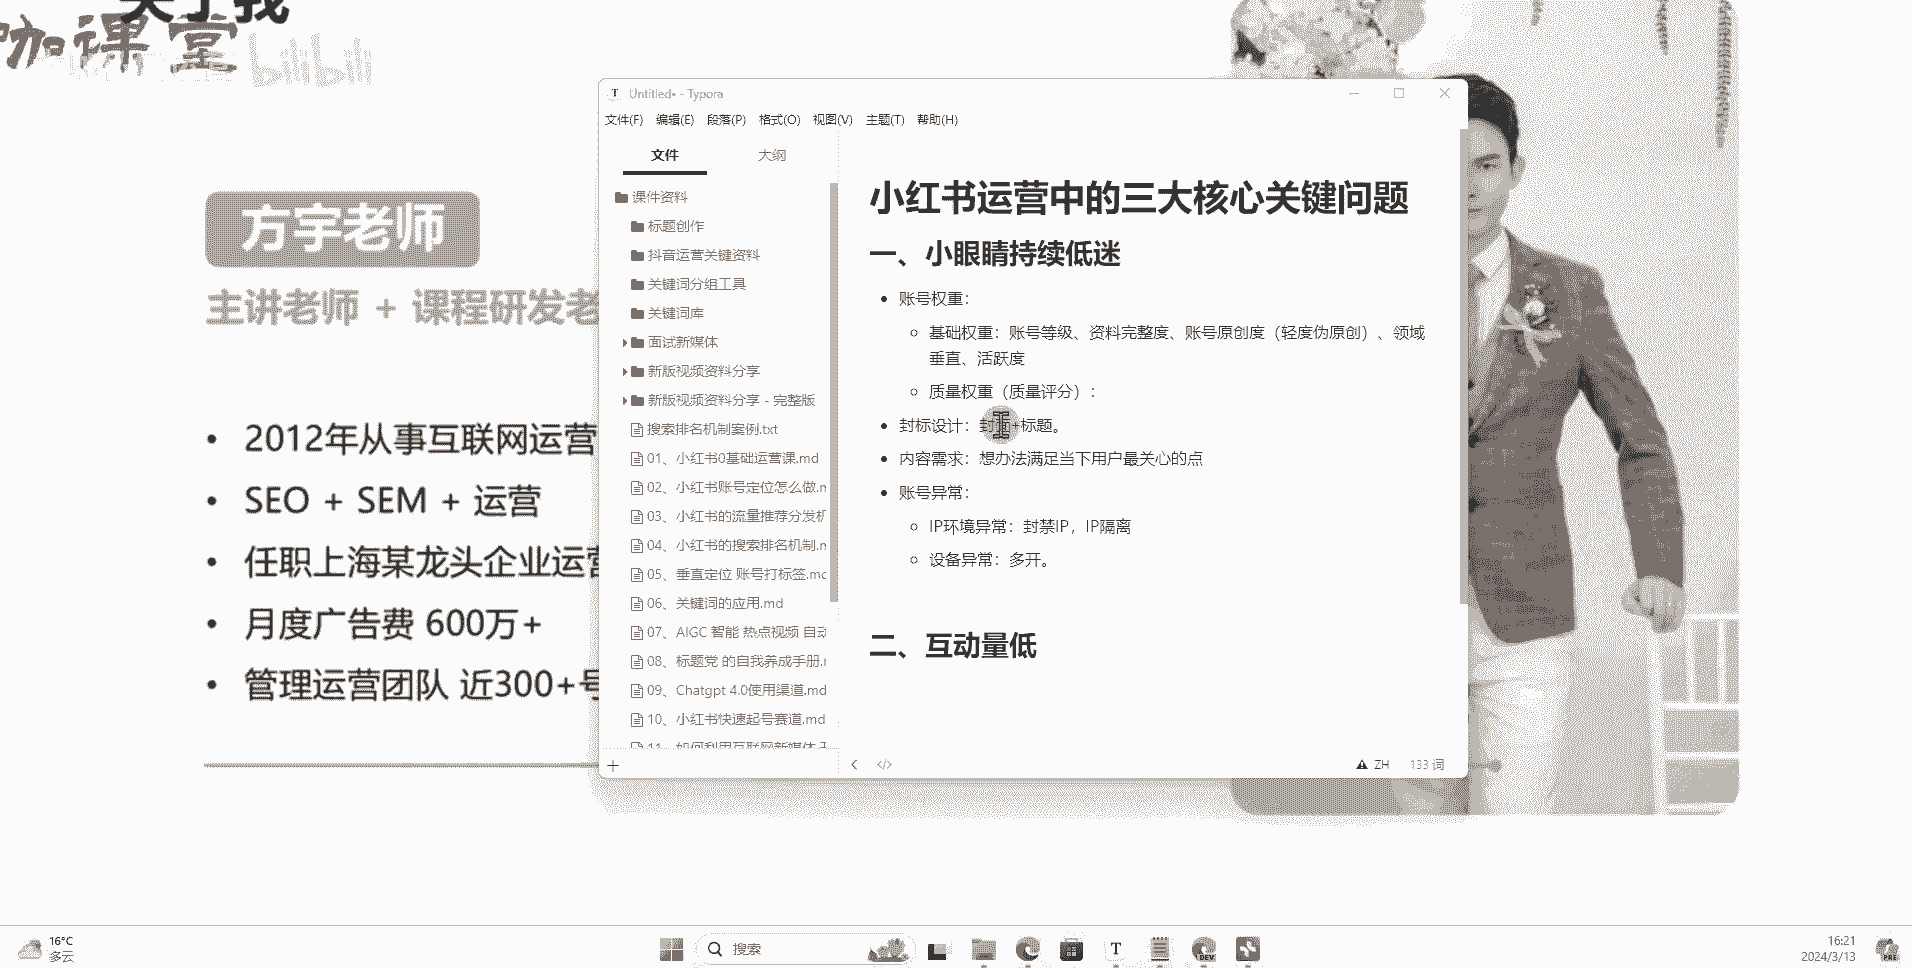 关于我
咖课堂
bilibili
方宇老师
主讲老师 + 课程研发老
• 2012年从事互联网运营
• SEO + SEM + 运营
• 任职上海某龙头企业运营
• 月度广告费 600万+
• 管理运营团队 近300+号
Untitled• - Typora
文件(F) 编辑(E) 段落(P) 格式(O) 视图(V) 主题(T) 帮助(H)
文件 大纲
课件资料
标题创作
抖音运营关键资料
关键词分组工具
关键词库
面试新媒体
新版视频资料分享
新版视频资料分享 - 完整版
搜索排名机制案例.txt
01、小红书0基础运营课.md
02、小红书账号定位怎么做.m
03、小红书的流量推荐分发机
04、小红书的搜索排名机制.m
05、垂直定位 账号打标签.md
06、关键词的应用.md
07、AIGC 智能 热点视频 自动
08、标题党 的自我养成手册.m
09、Chatgpt 4.0使用渠道.md
10、小红书快速起号赛道.md
11、如何利用互联网新媒体
小红书运营中的三大核心关键问题
一、小眼睛持续低迷
• 账号权重：
基础权重：账号等级、资料完整度、账号原创度（轻度伪原创）、领域
垂直、活跃度
质量权重（质量评分）：
• 封标设计：封面+标题。
• 内容需求：想办法满足当下用户最关心的点
• 账号异常：
IP环境异常：封禁IP，IP隔离
设备异常：多开。
二、互动量低
ZH 133 词
16°C
多云
搜索
DEV
16:21
2024/3/13
PRE